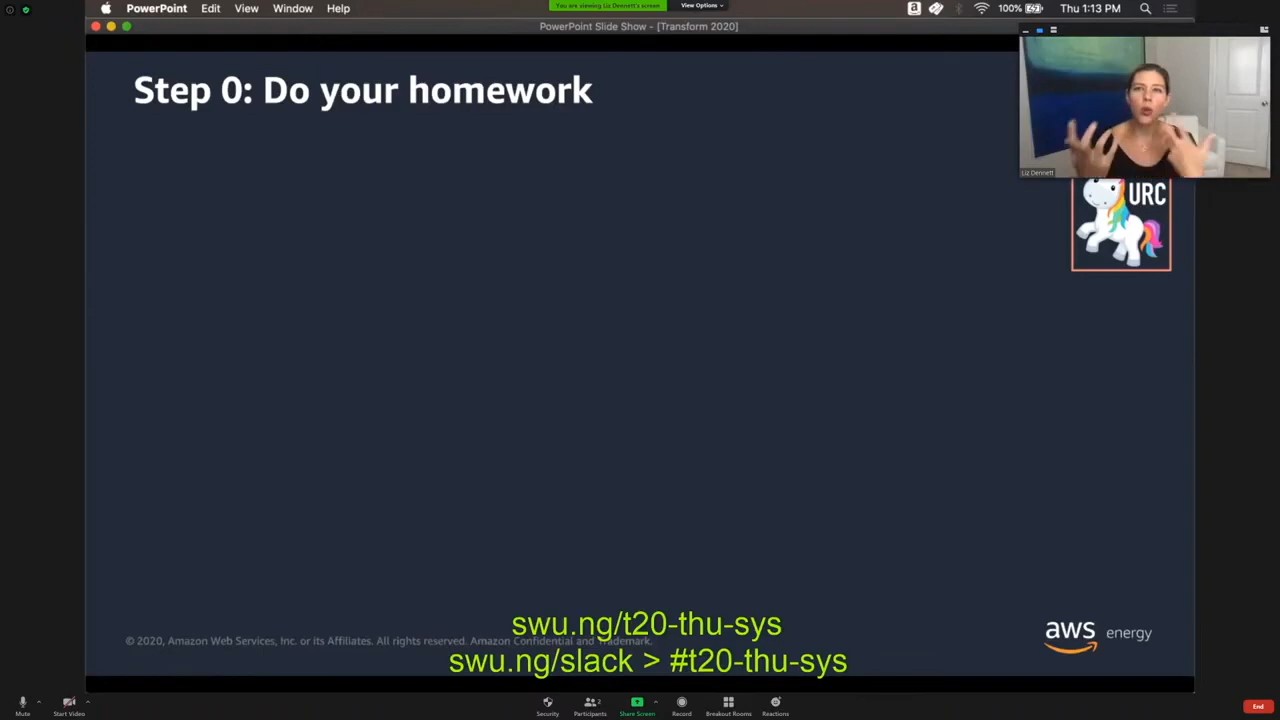 PowerPoint Edit View Window Help
You are viewing Liz Dennett's screen
View Options
100%
Thu 1:13 PM
PowerPoint Slide Show - [Transform 2020]
Step 0: Do your homework
Liz Dennett
URC
swu.ng/t20-thu-sys
© 2020, Amazon Web Services, Inc. or its Affiliates. All rights reserved. Amazon Confidential and Trademark.
swu.ng/slack > #t20-thu-sys
aws energy
Mute
Start Video
Security
Participants 2
Share Screen
Record
Breakout Rooms
Reactions
End